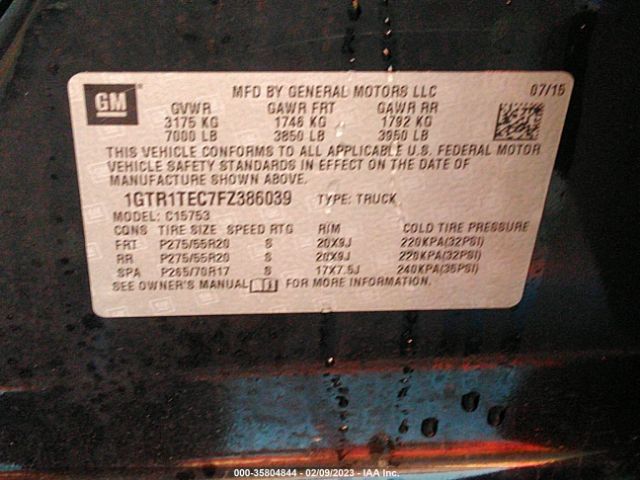 GM
MFD BY GENERAL MOTORS LLC 07/15
GVWR GAWR FRT GAWR RR
3175 KG 1746 KG 1792 KG
7000 LB 3850 LB 3950 LB
THIS VEHICLE CONFORMS TO ALL APPLICABLE U.S. FEDERAL MOTOR
VEHICLE SAFETY STANDARDS IN EFFECT ON THE DATE OF
MANUFACTURE SHOWN ABOVE.
1GTR1TEC7FZ386039 TYPE: TRUCK
MODEL: C15753
CQNS TIRE SIZE SPEED RTG RIM COLD TIRE PRESSURE
FRT P275/55R20 S 20X9J 220KPA(32PSI)
RR P275/55R20 S 20X9J 220KPA(32PSI)
SPA P265/70R17 S 17X7.5J 240KPA(35PSI)
SEE OWNER'S MANUAL FOR MORE INFORMATION.
000-35804844 - 02/09/2023 - IAA Inc.